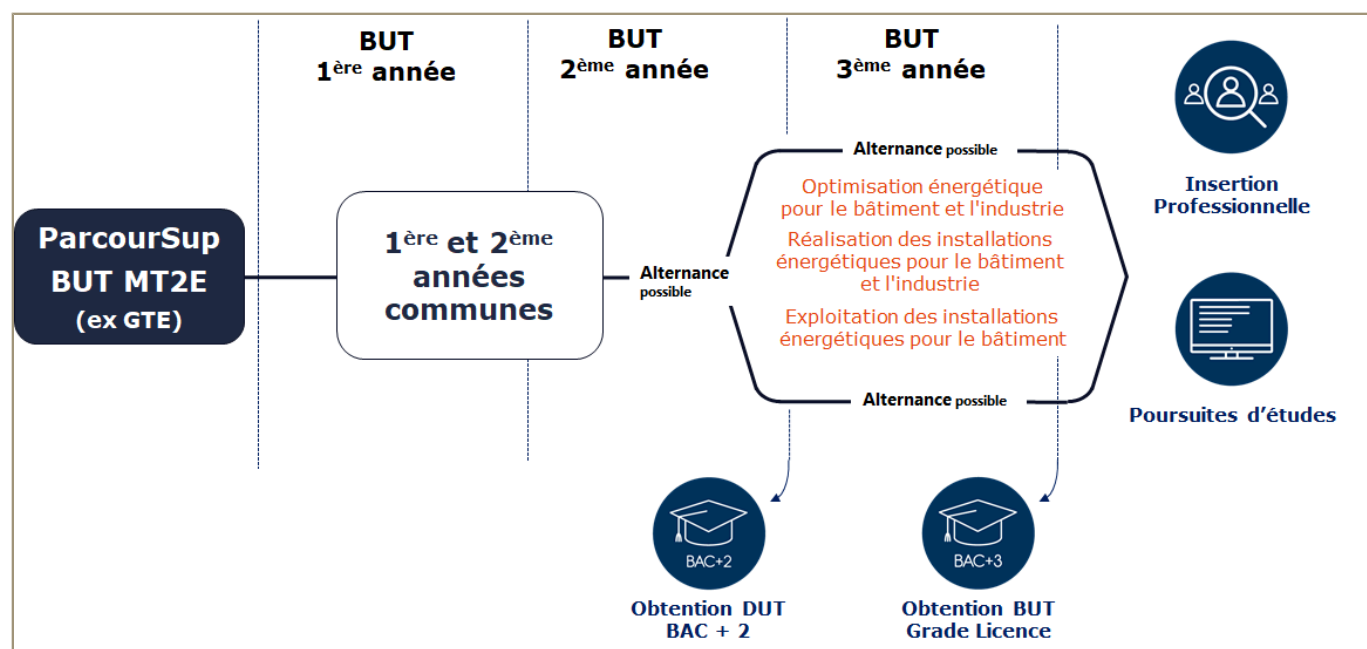 BUT
1ère année
BUT
2ème année
BUT
3ème année
ParcourSup
BUT MT2E
(ex GTE)
1ère et 2ème
années
communes
Alternance
possible
Alternance possible
Optimisation énergétique
pour le bâtiment et l'industrie
Réalisation des installations
énergétiques pour le bâtiment
et l'industrie
Exploitation des installations
énergétiques pour le bâtiment
Alternance possible
Insertion
Professionnelle
Poursuites d’études
BAC+2
Obtention DUT
BAC + 2
BAC+3
Obtention BUT
Grade Licence